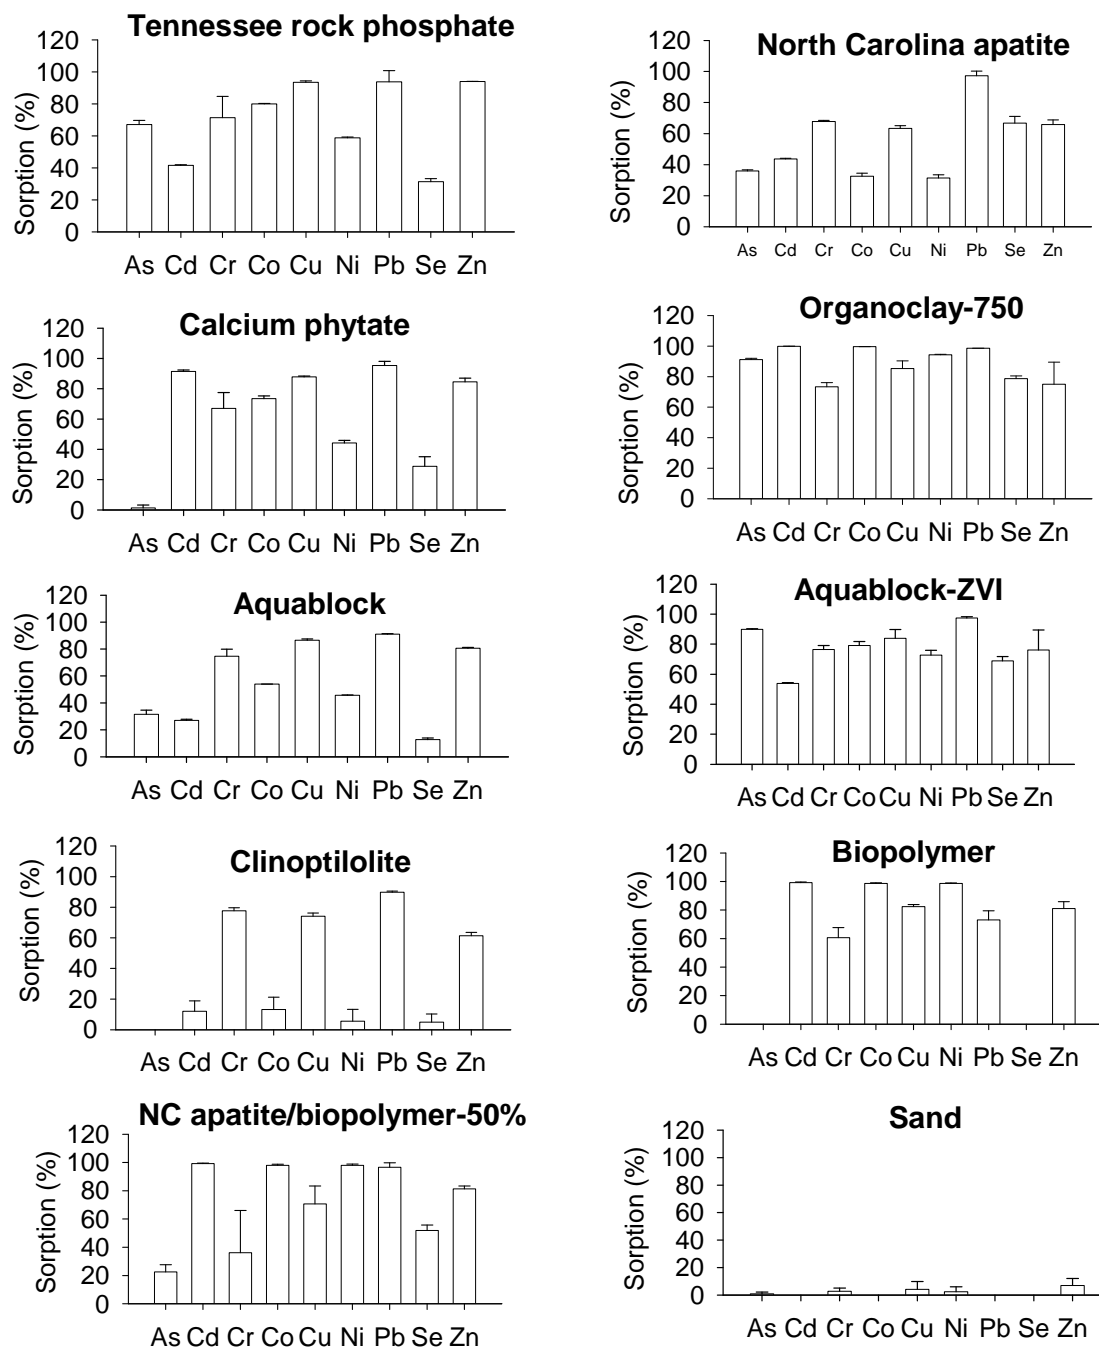 Tennessee rock phosphate
Sorption (%)
120
100
80
60
40
20
0
As Cd Cr Co Cu Ni Pb Se Zn
North Carolina apatite
Sorption (%)
120
100
80
60
40
20
0
As Cd Cr Co Cu Ni Pb Se Zn
Calcium phytate
Sorption (%)
120
100
80
60
40
20
0
As Cd Cr Co Cu Ni Pb Se Zn
Organoclay-750
Sorption (%)
120
100
80
60
40
20
0
As Cd Cr Co Cu Ni Pb Se Zn
Aquablock
Sorption (%)
120
100
80
60
40
20
0
As Cd Cr Co Cu Ni Pb Se Zn
Aquablock-ZVI
Sorption (%)
120
100
80
60
40
20
0
As Cd Cr Co Cu Ni Pb Se Zn
Clinoptilolite
Sorption (%)
120
100
80
60
40
20
0
As Cd Cr Co Cu Ni Pb Se Zn
Biopolymer
Sorption (%)
120
100
80
60
40
20
0
As Cd Cr Co Cu Ni Pb Se Zn
NC apatite/biopolymer-50%
Sorption (%)
120
100
80
60
40
20
0
As Cd Cr Co Cu Ni Pb Se Zn
Sand
Sorption (%)
120
100
80
60
40
20
0
As Cd Cr Co Cu Ni Pb Se Zn